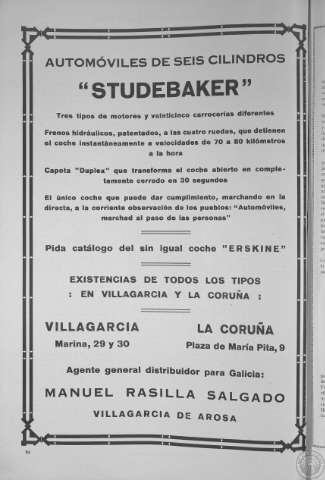 AUTOMÓVILES DE SEIS CILINDROS
"STUDEBAKER"
Tres tipos de motores y veinticinco carrocerías diferentes
Frenos hidráulicos, patentados, a las cuatro ruedas, que detienen
el coche instantáneamente a velocidades de 70 a 80 kilómetros
a la hora
Capota "Duplex" que transforma el coche abierto en comple-
tamente cerrado en 30 segundos
El único coche que puede dar cumplimiento, marchando en la
directa, a la corriente observación de los pueblos: "Automóviles,
marchad al paso de las personas"
Pida catálogo del sin igual coche "ERSKINE"
EXISTENCIAS DE TODOS LOS TIPOS
: EN VILLAGARCIA Y LA CORUÑA :
VILLAGARCIA
Marina, 29 y 30
LA CORUÑA
Plaza de María Pita, 9
Agente general distribuidor para Galicia:
MANUEL RASILLA SALGADO
VILLAGARCIA DE AROSA